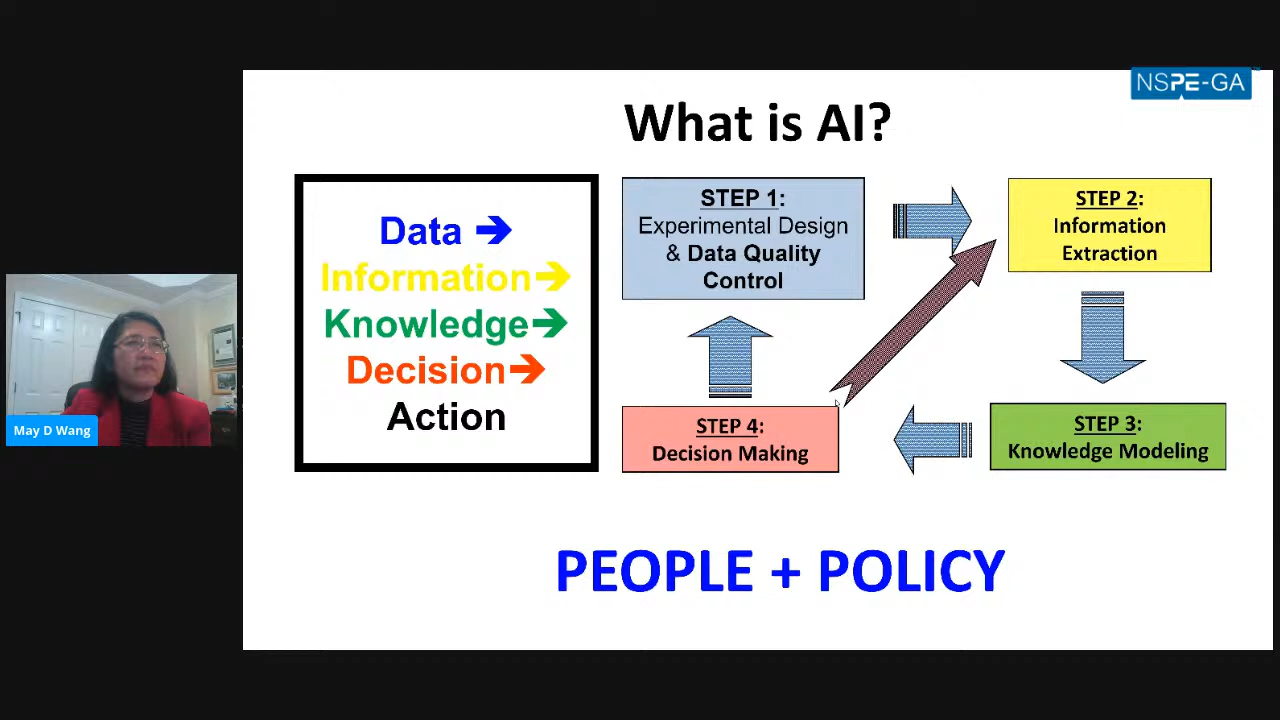 NSPE-GA
What is AI?
Data ➔
Information➔
Knowledge➔
Decision➔
Action
STEP 1:
Experimental Design
& Data Quality
Control
STEP 2:
Information
Extraction
STEP 4:
Decision Making
STEP 3:
Knowledge Modeling
May D Wang
PEOPLE + POLICY